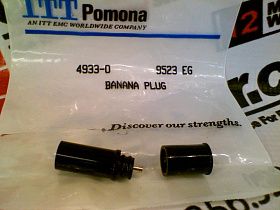 ITT Pomona
AN ITT EMC WORLDWIDE COMPANY
4933-0 9523 EG
BANANA PLUG
Discover our strengths.